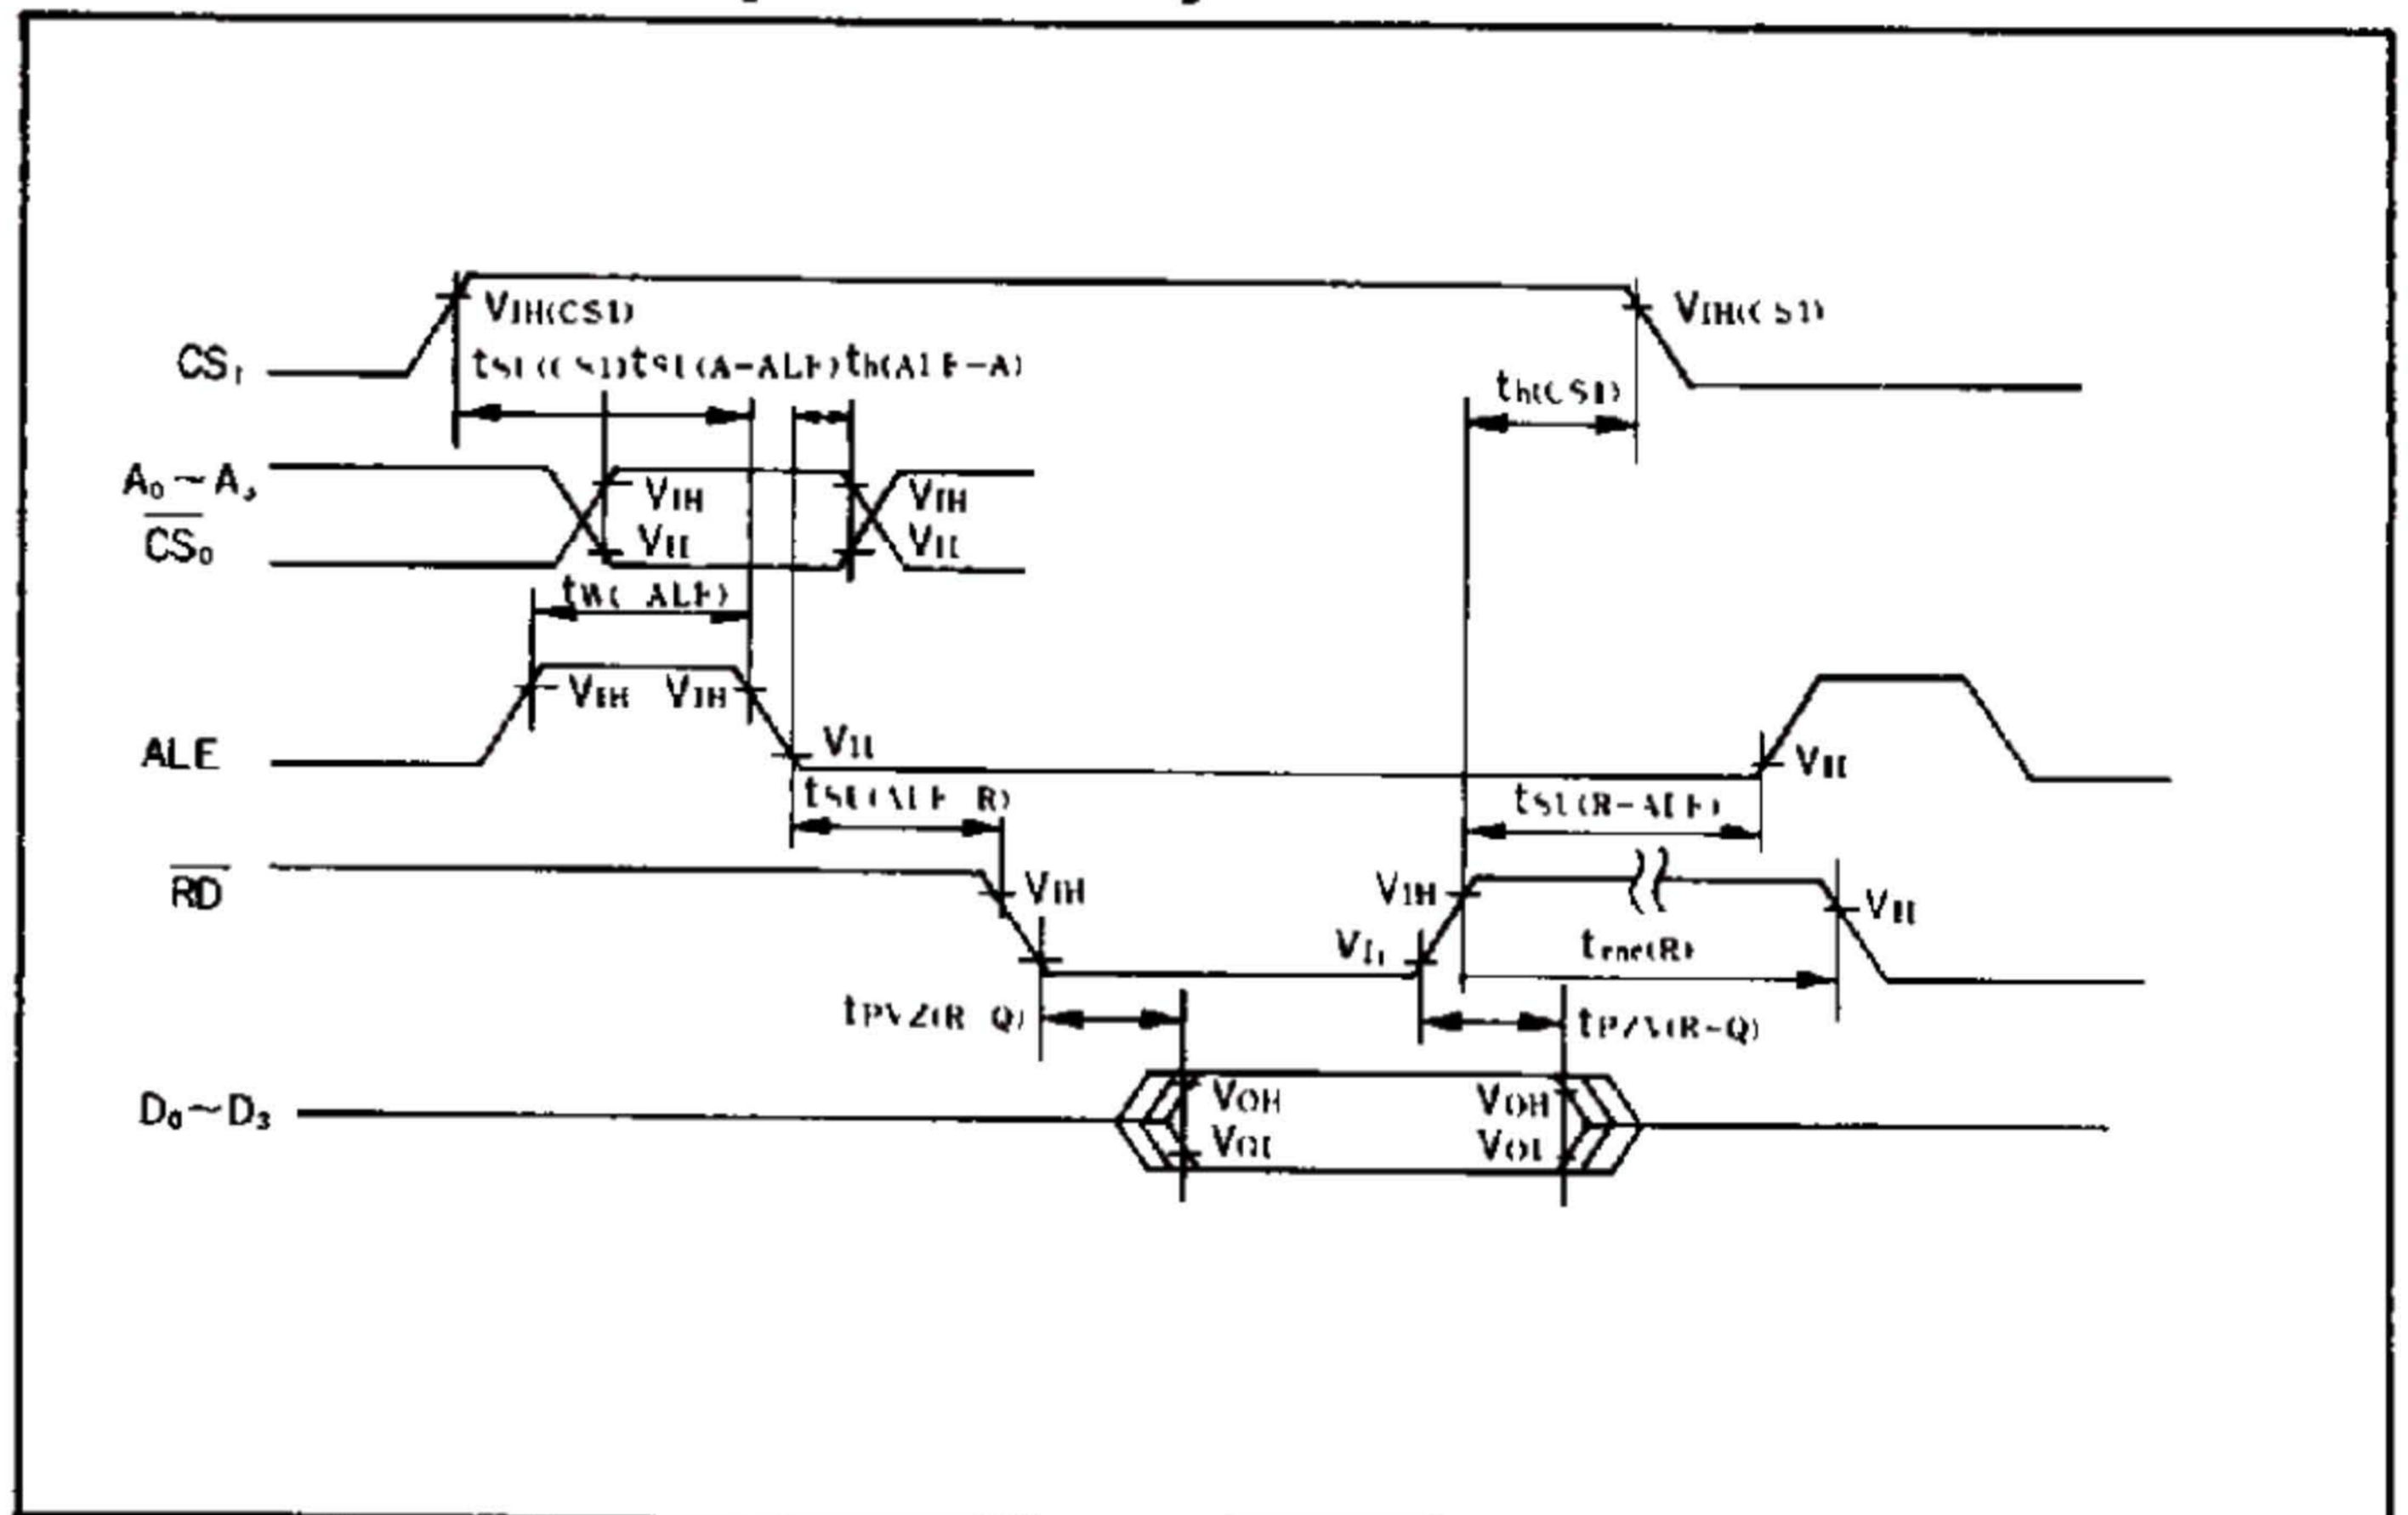 VIH(CS1)
VIH(CS1)
CS₁
tSU(CS1) tSU(A-ALE) th(ALE-A)
th(CS1)
A₀~A₃
VIH
VIH
CS₀
VIL
VIL
tW( ALE)
VIH VIH
ALE
VIL
VIL
tSU(ALE R)
tSU(R-ALE)
RD
VIH
VIH
VIL
VIL
trec(R)
tPVZ(R Q)
tPZV(R-Q)
D₀~D₃
VOH
VOH
VOL
VOL